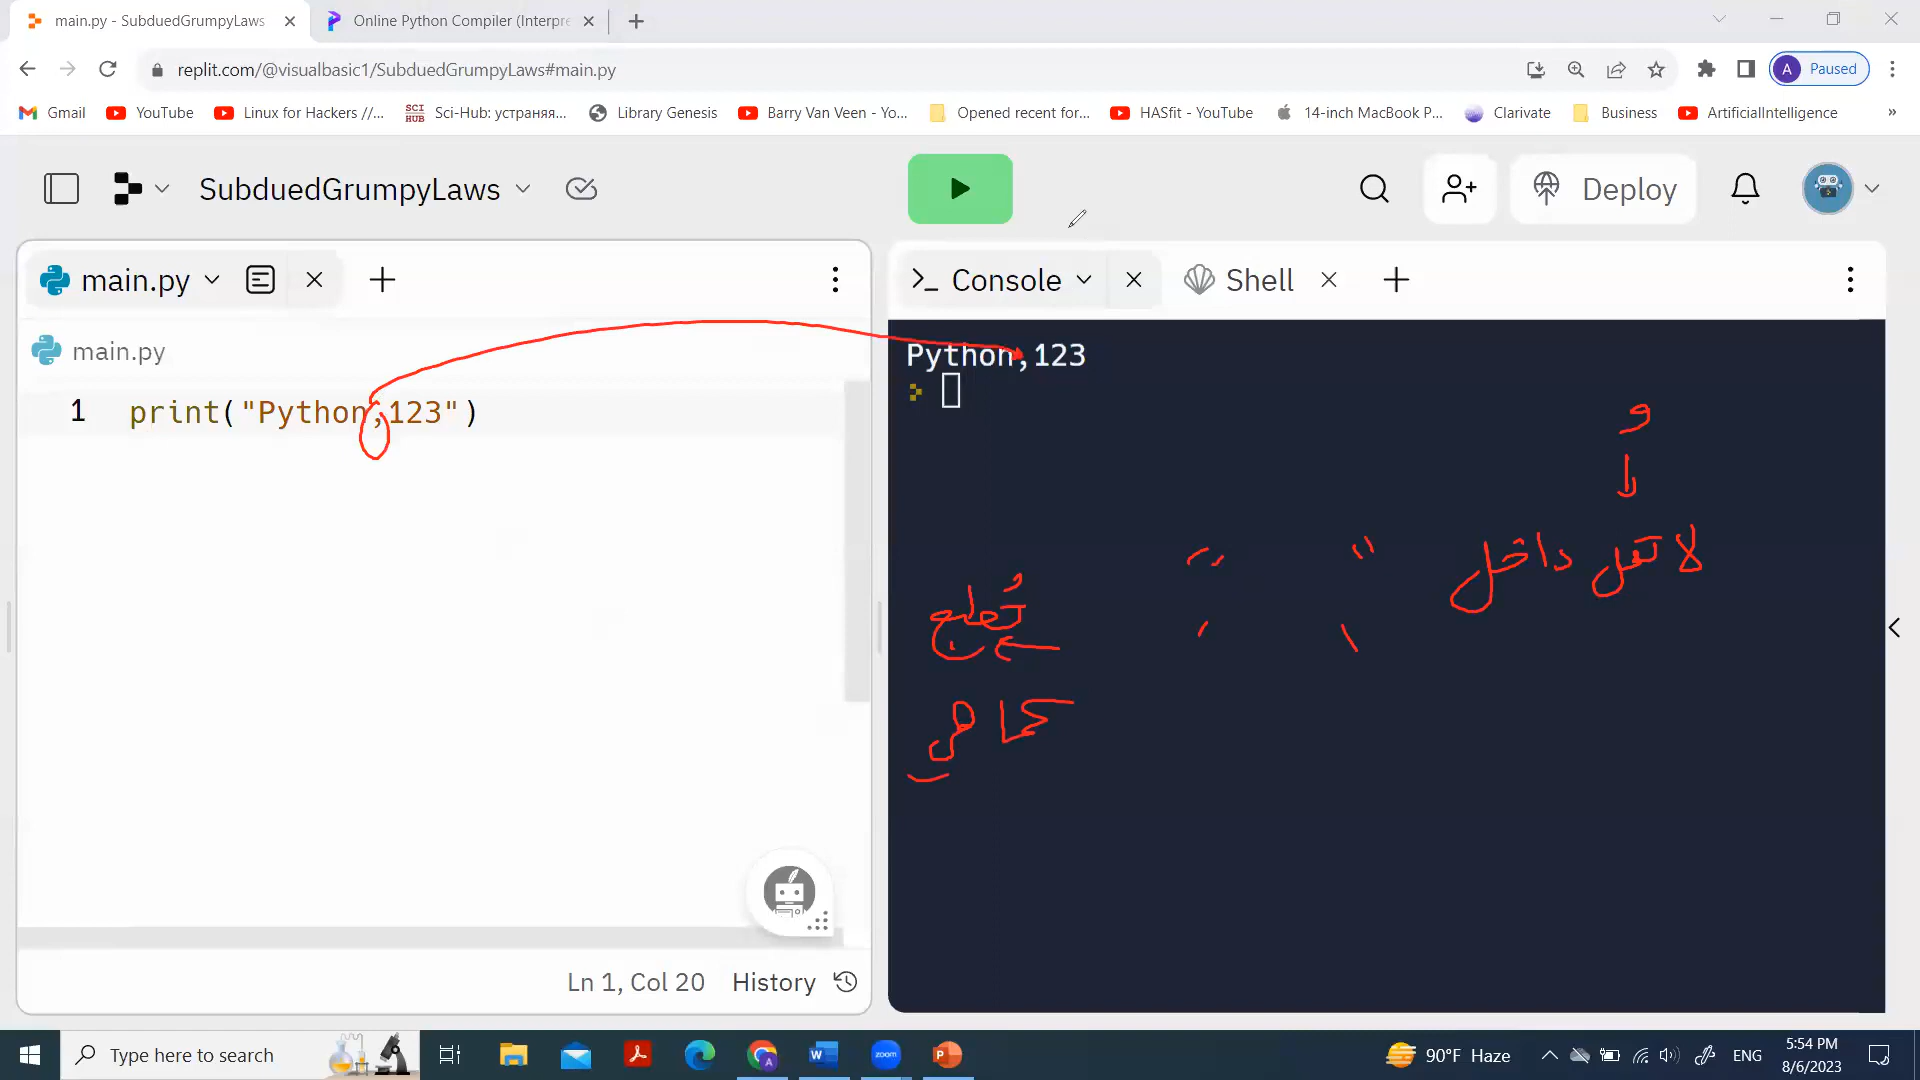 main.py - SubduedGrumpyLaws
Online Python Compiler (Interpre
replit.com/@visualbasic1/SubduedGrumpyLaws#main.py
A Paused
Gmail YouTube Linux for Hackers //... SCI HUB Sci-Hub: устраняя... Library Genesis Barry Van Veen - Yo... Opened recent for... HASfit - YouTube 14-inch MacBook P... Clarivate Business ArtificialIntelligence »
SubduedGrumpyLaws Deploy
main.py
Console Shell
main.py
1 print("Python,123")
Python,123
و
لا تعمل داخل " "
' '
تطلع
كما هي
Ln 1, Col 20 History
Type here to search
90°F Haze ENG 5:54 PM
8/6/2023